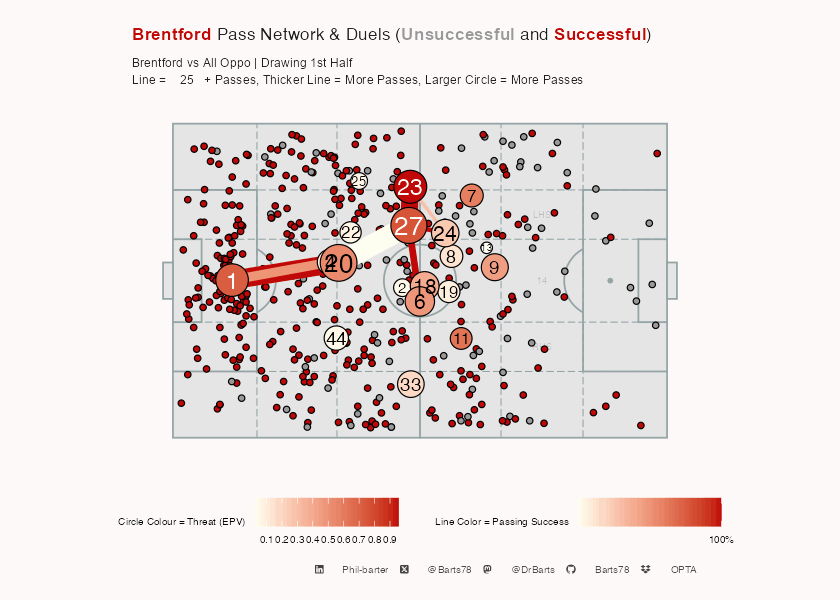 Brentford Pass Network & Duels (Unsuccessful and Successful)
Brentford vs All Oppo | Drawing 1st Half
Line = 25 + Passes, Thicker Line = More Passes, Larger Circle = More Passes
25
23
7
LHS
27
22
24
13
8
20
9
1
14
2
18
19
6
44
11
33
Circle Colour = Threat (EPV)
Line Color = Passing Success
0.1 0.2 0.3 0.4 0.5 0.6 0.7 0.8 0.9
100%
Phil-barter @Barts78 @DrBarts Barts78 OPTA